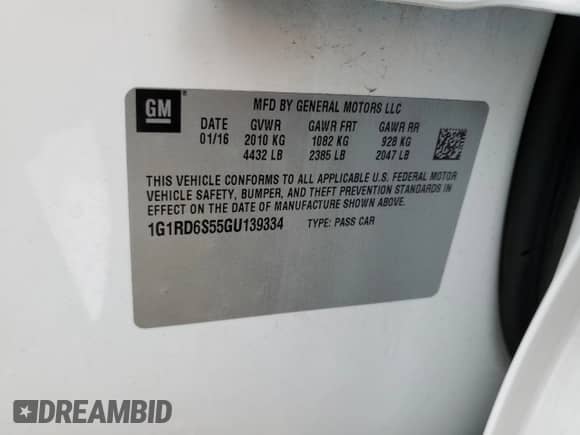 GM
MFD BY GENERAL MOTORS LLC
DATE GVWR GAWR FRT GAWR RR
01/16 2010 KG 1082 KG 928 KG
4432 LB 2385 LB 2047 LB
THIS VEHICLE CONFORMS TO ALL APPLICABLE U.S. FEDERAL MOTOR
VEHICLE SAFETY, BUMPER, AND THEFT PREVENTION STANDARDS IN
EFFECT ON THE DATE OF MANUFACTURE SHOWN ABOVE.
1G1RD6S55GU139334 TYPE: PASS CAR
DREAMBID